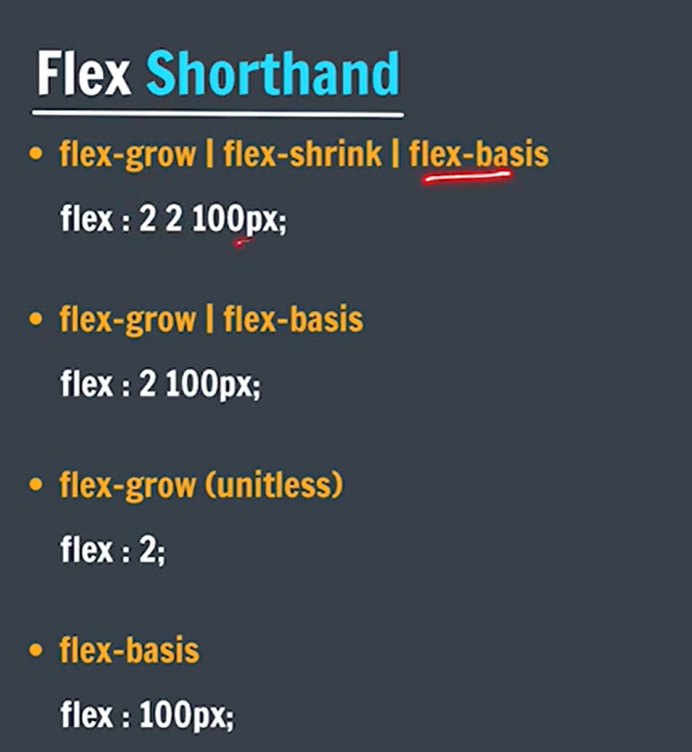 Flex Shorthand
• flex-grow | flex-shrink | flex-basis
flex : 2 2 100px;
• flex-grow | flex-basis
flex : 2 100px;
• flex-grow (unitless)
flex : 2;
• flex-basis
flex : 100px;